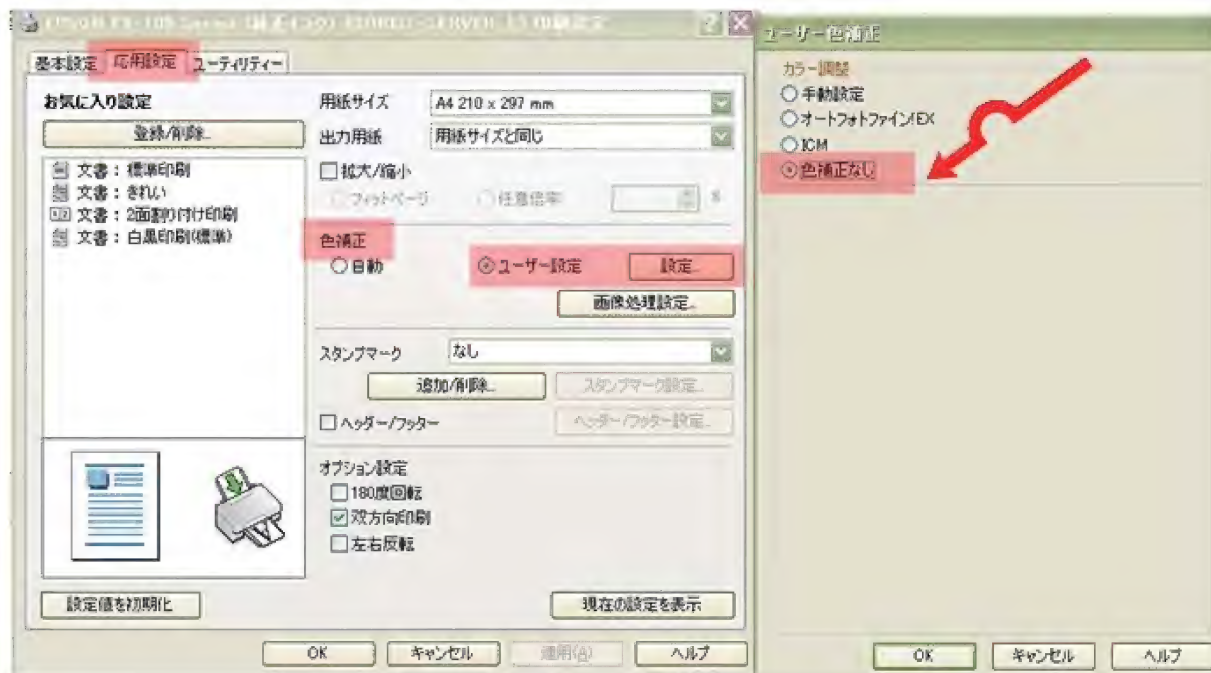 基本設定 応用設定 ユーティリティー
お気に入り設定
登録/削除...
文書：標準印刷
文書：きれい
文書：2面割り付け印刷
文書：白黒印刷(標準)
設定値を初期化
用紙サイズ A4 210 x 297 mm
出力用紙 用紙サイズと同じ
拡大/縮小
フィットページ 任意倍率 %
色補正
自動 ユーザー設定 設定...
画像処理設定...
スタンプマーク なし
追加/削除... スタンプマーク設定...
ヘッダー/フッター ヘッダー/フッター設定...
オプション設定
180度回転
双方向印刷
左右反転
現在の設定を表示
OK キャンセル 適用(A) ヘルプ
ユーザー色補正
カラー調整
手動設定
オートフォトファイン!EX
ICM
色補正なし
OK キャンセル ヘルプ